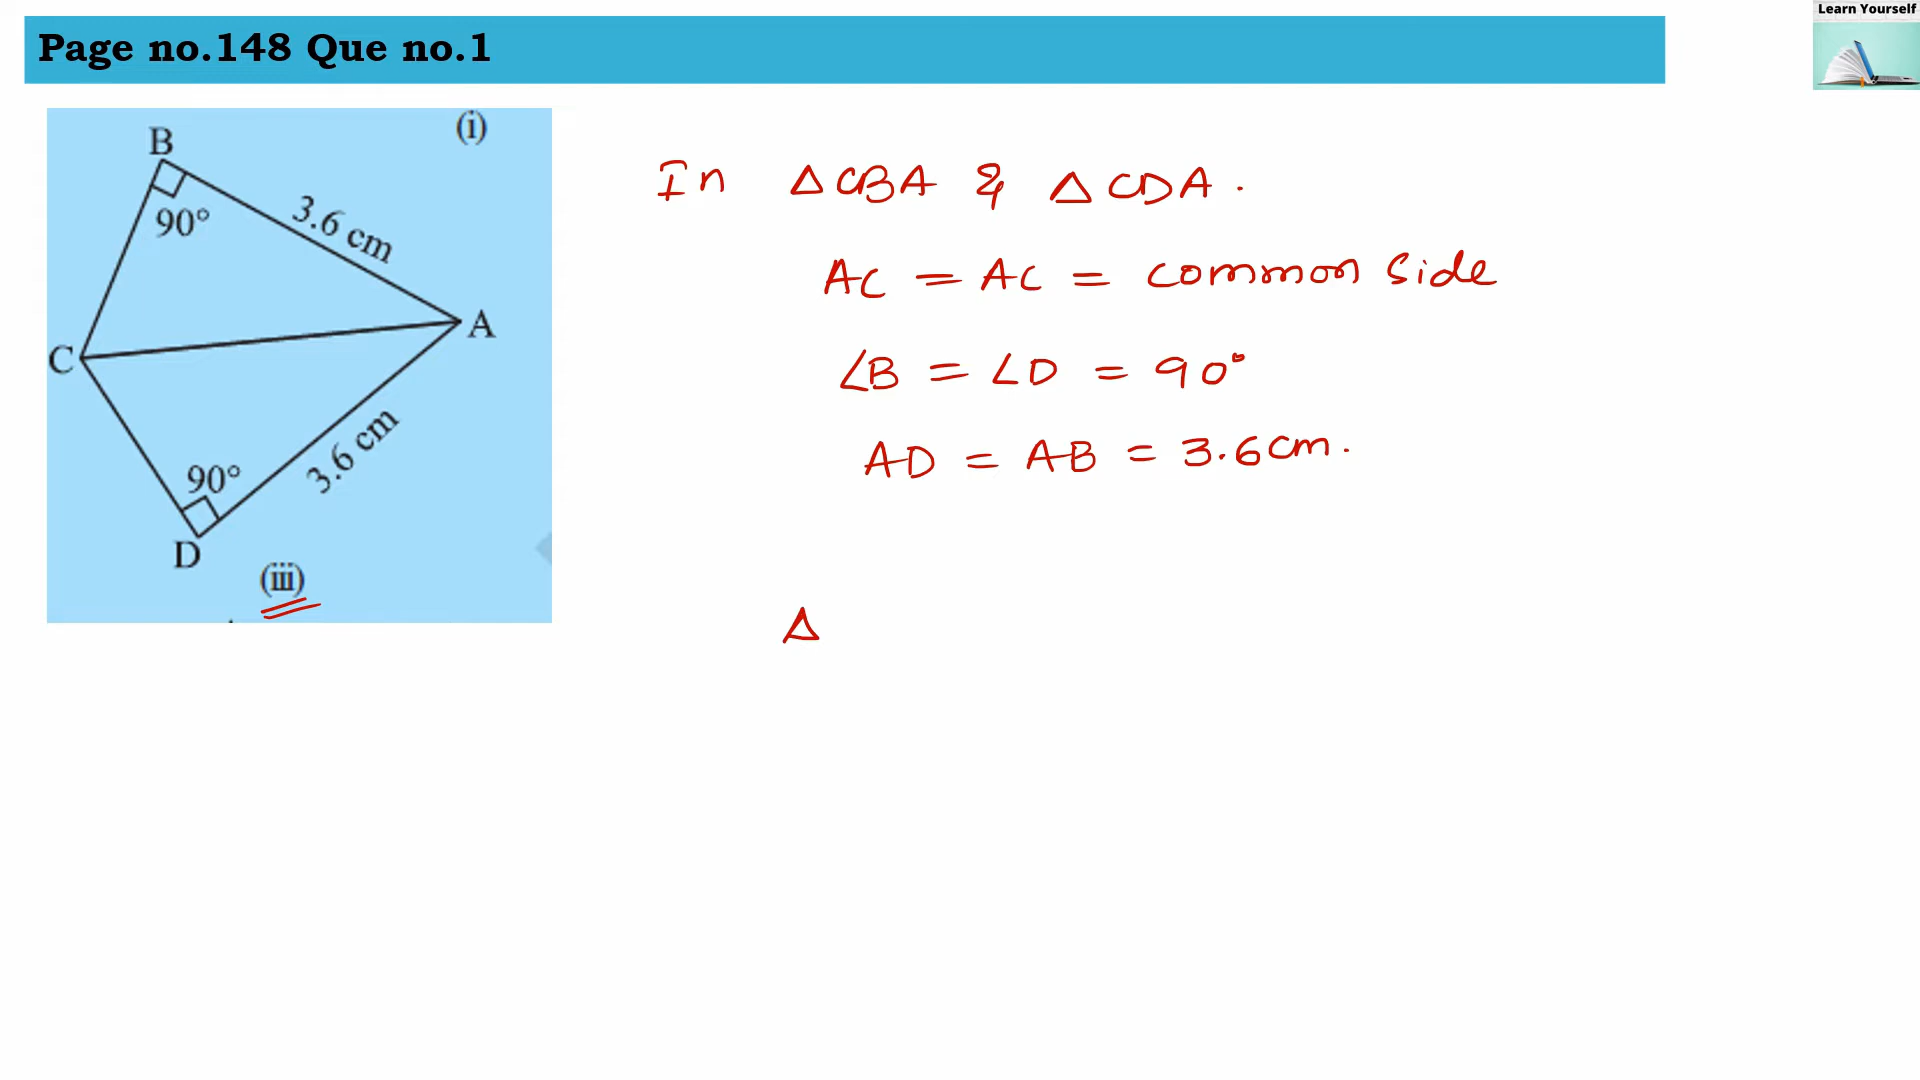 Learn Yourself
Page no.148 Que no.1
(i)
B
90°
3.6 cm
A
C
3.6 cm
90°
D
(iii)
In ΔCBA & ΔCDA.
AC = AC = common side
∠B = ∠D = 90°
AD = AB = 3.6cm.
Δ